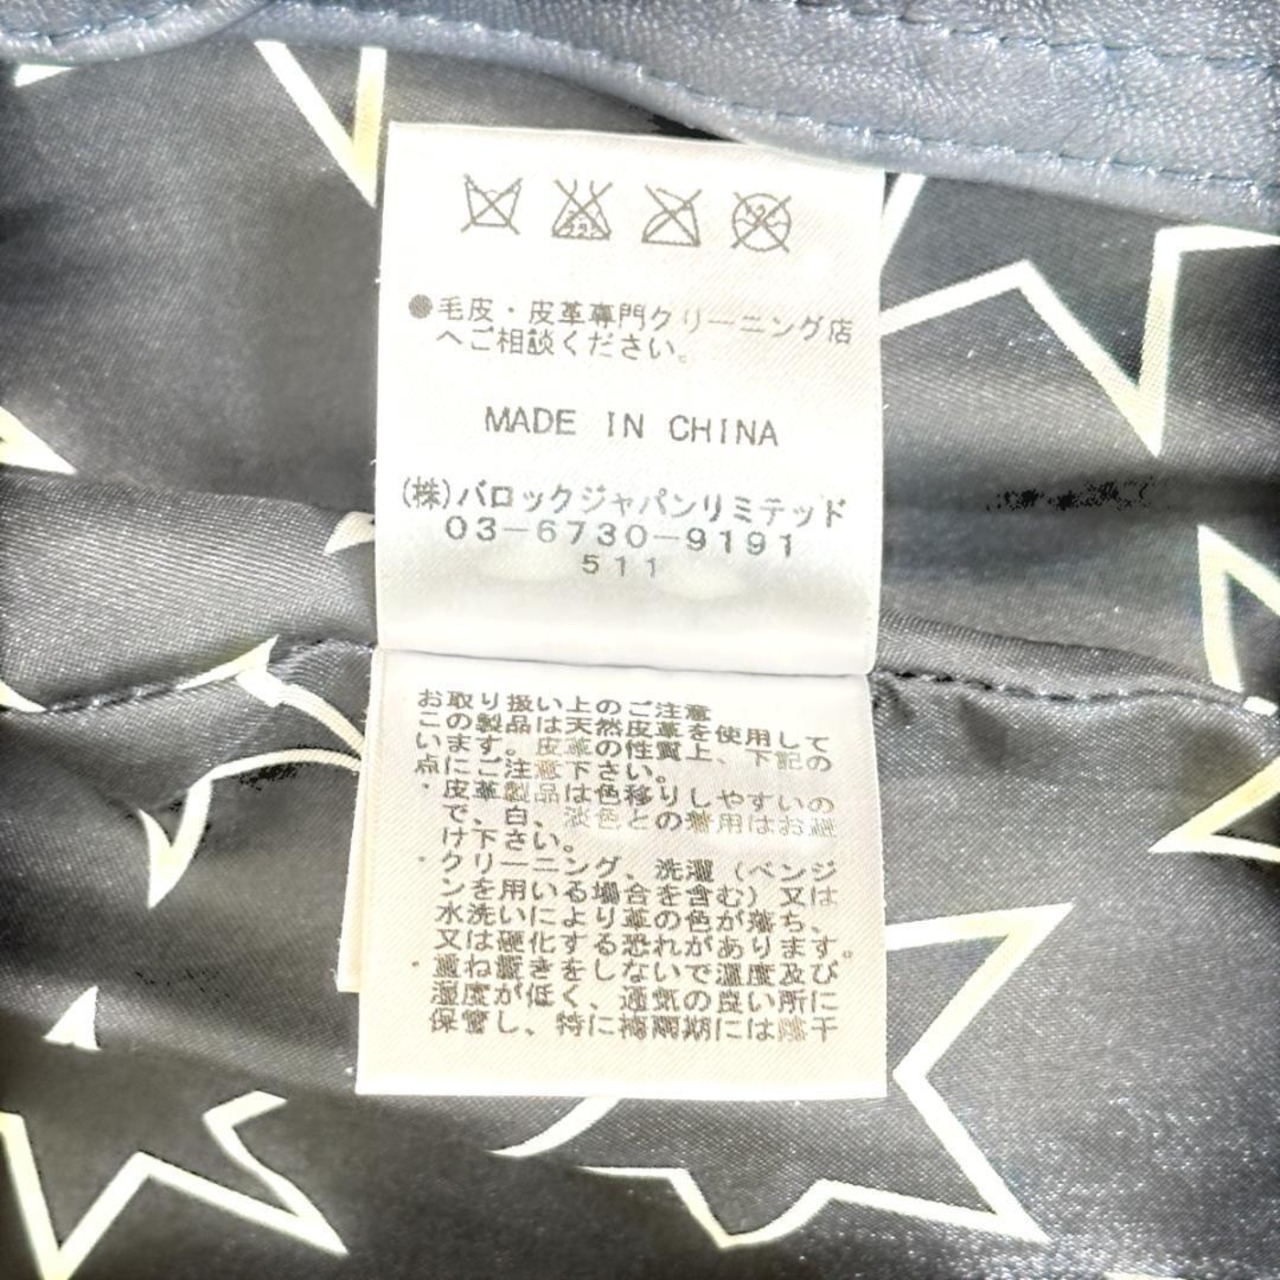 ●毛皮・皮革専門クリーニング店
へご相談ください。
MADE IN CHINA
(株)バロックジャパンリミテッド
03-6730-9191
511
お取り扱い上のご注意
この製品は天然皮革を使用して
います。皮革の性質上、下記の
点にご注意下さい。
・皮革製品は色移りしやすいの
で、白、淡色との着用はお避
け下さい。
・クリーニング、洗濯(ベンジ
ンを用いる場合を含む)又は
水洗いにより革の色が落ち、
又は硬化する恐れがあります。
・重ね置きをしないで温度及び
湿度が低く、通気の良い所に
保管し、特に梅雨期には陰干